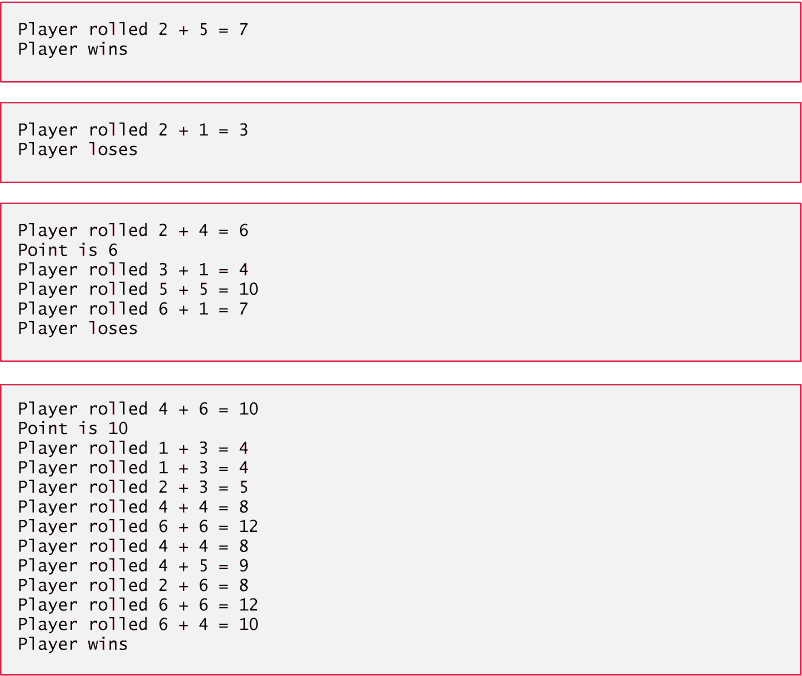 Player rolled 2 + 5 = 7
Player wins
Player rolled 2 + 1 = 3
Player loses
Player rolled 2 + 4 = 6
Point is 6
Player rolled 3 + 1 = 4
Player rolled 5 + 5 = 10
Player rolled 6 + 1 = 7
Player loses
Player rolled 4 + 6 = 10
Point is 10
Player rolled 1 + 3 = 4
Player rolled 1 + 3 = 4
Player rolled 2 + 3 = 5
Player rolled 4 + 4 = 8
Player rolled 6 + 6 = 12
Player rolled 4 + 4 = 8
Player rolled 4 + 5 = 9
Player rolled 2 + 6 = 8
Player rolled 6 + 6 = 12
Player rolled 6 + 4 = 10
Player wins